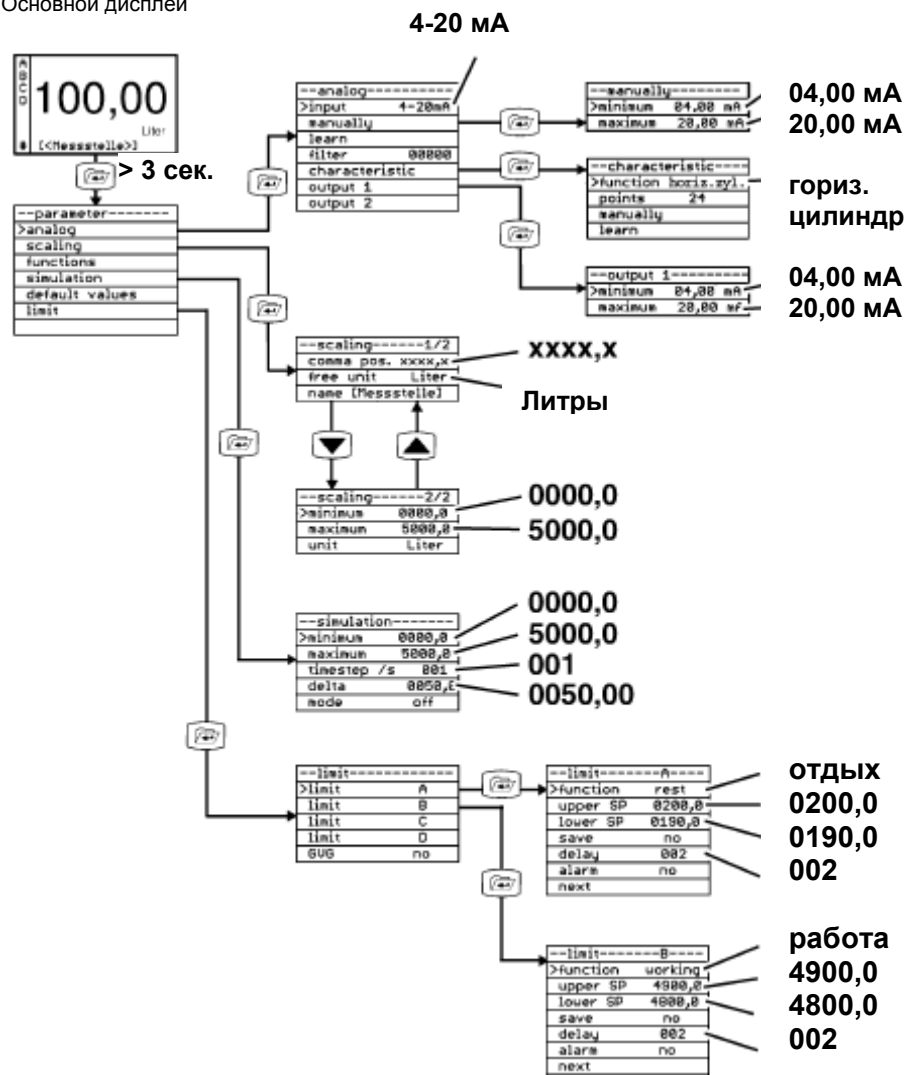 Основной дисплей
4-20 мА
A
B
C
D
100,00
Liter
[<Messstelle>]
> 3 сек.
--parameter-------
>analog
scaling
functions
simulation
default values
limit
--analog----------
>input 4-20mA
manually
learn
filter 00000
characteristic
output 1
output 2
--manually--------
>minimum 04,00 mA
maximum 20,00 mA
04,00 мА
20,00 мА
--characteristic----
>function horiz.zyl.
points 24
manually
learn
гориз.
цилиндр
--output 1---------
>minimum 04,00 mA
maximum 20,00 mA
04,00 мА
20,00 мА
--scaling------1/2
comma pos. xxxx,x
free unit Liter
name [Messstelle]
xxxx,x
Литры
--scaling------2/2
>minimum 0000,0
maximum 5000,0
unit Liter
0000,0
5000,0
--simulation-------
>minimum 0000,0
maximum 5000,0
timestep /s 001
delta 0050,
mode off
0000,0
5000,0
001
0050,00
--limit-----------
>limit A
limit B
limit C
limit D
GVG no
--limit-------A----
>function rest
upper SP 0200,0
lower SP 0190,0
save no
delay 002
alarm no
next
отдых
0200,0
0190,0
002
--limit-------B----
>function working
upper SP 4900,0
lower SP 4800,0
save no
delay 002
alarm no
next
работа
4900,0
4800,0
002